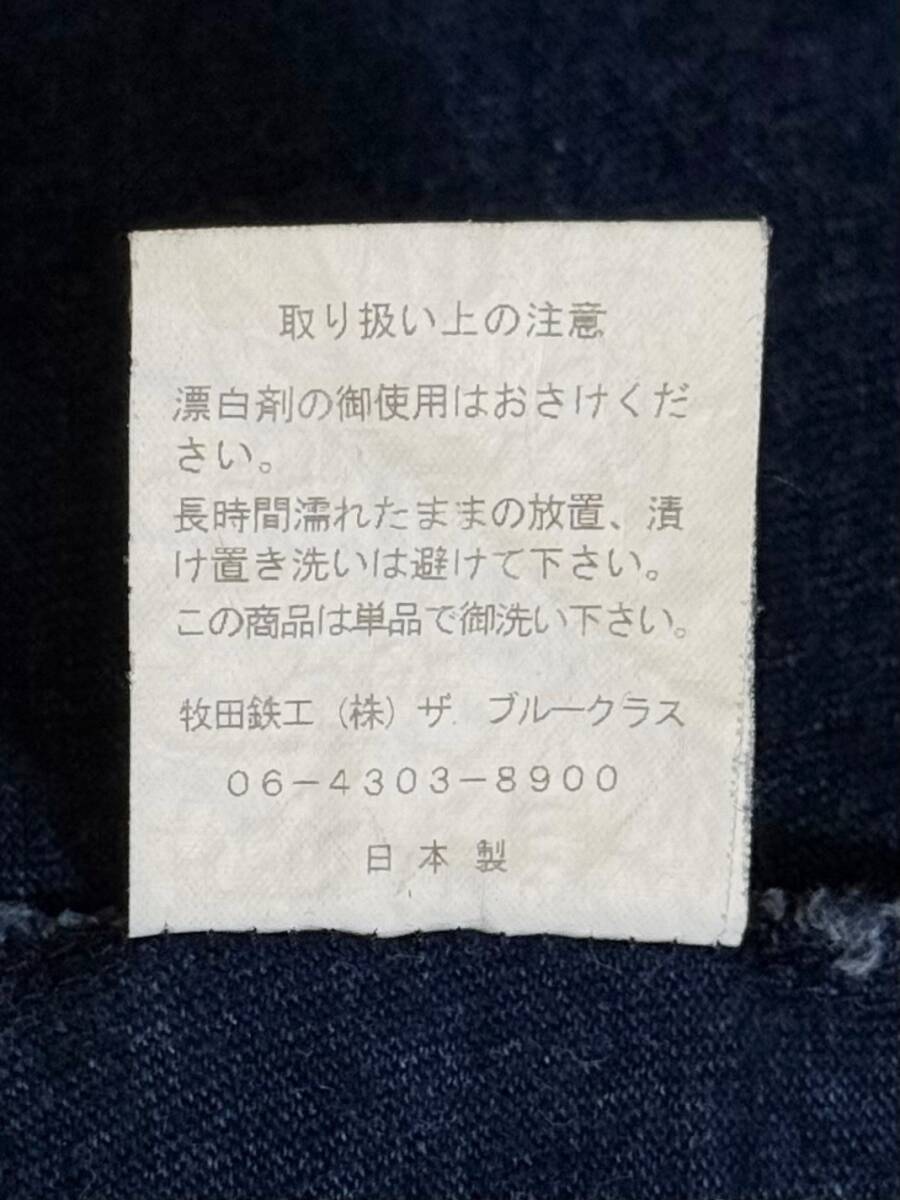 取り扱い上の注意
漂白剤の御使用はおさけくだ
さい。
長時間濡れたままの放置、漬
け置き洗いは避けて下さい。
この商品は単品で御洗い下さい。
牧田鉄工（株）ザ．ブルークラス
０６－４３０３－８９００
日本製